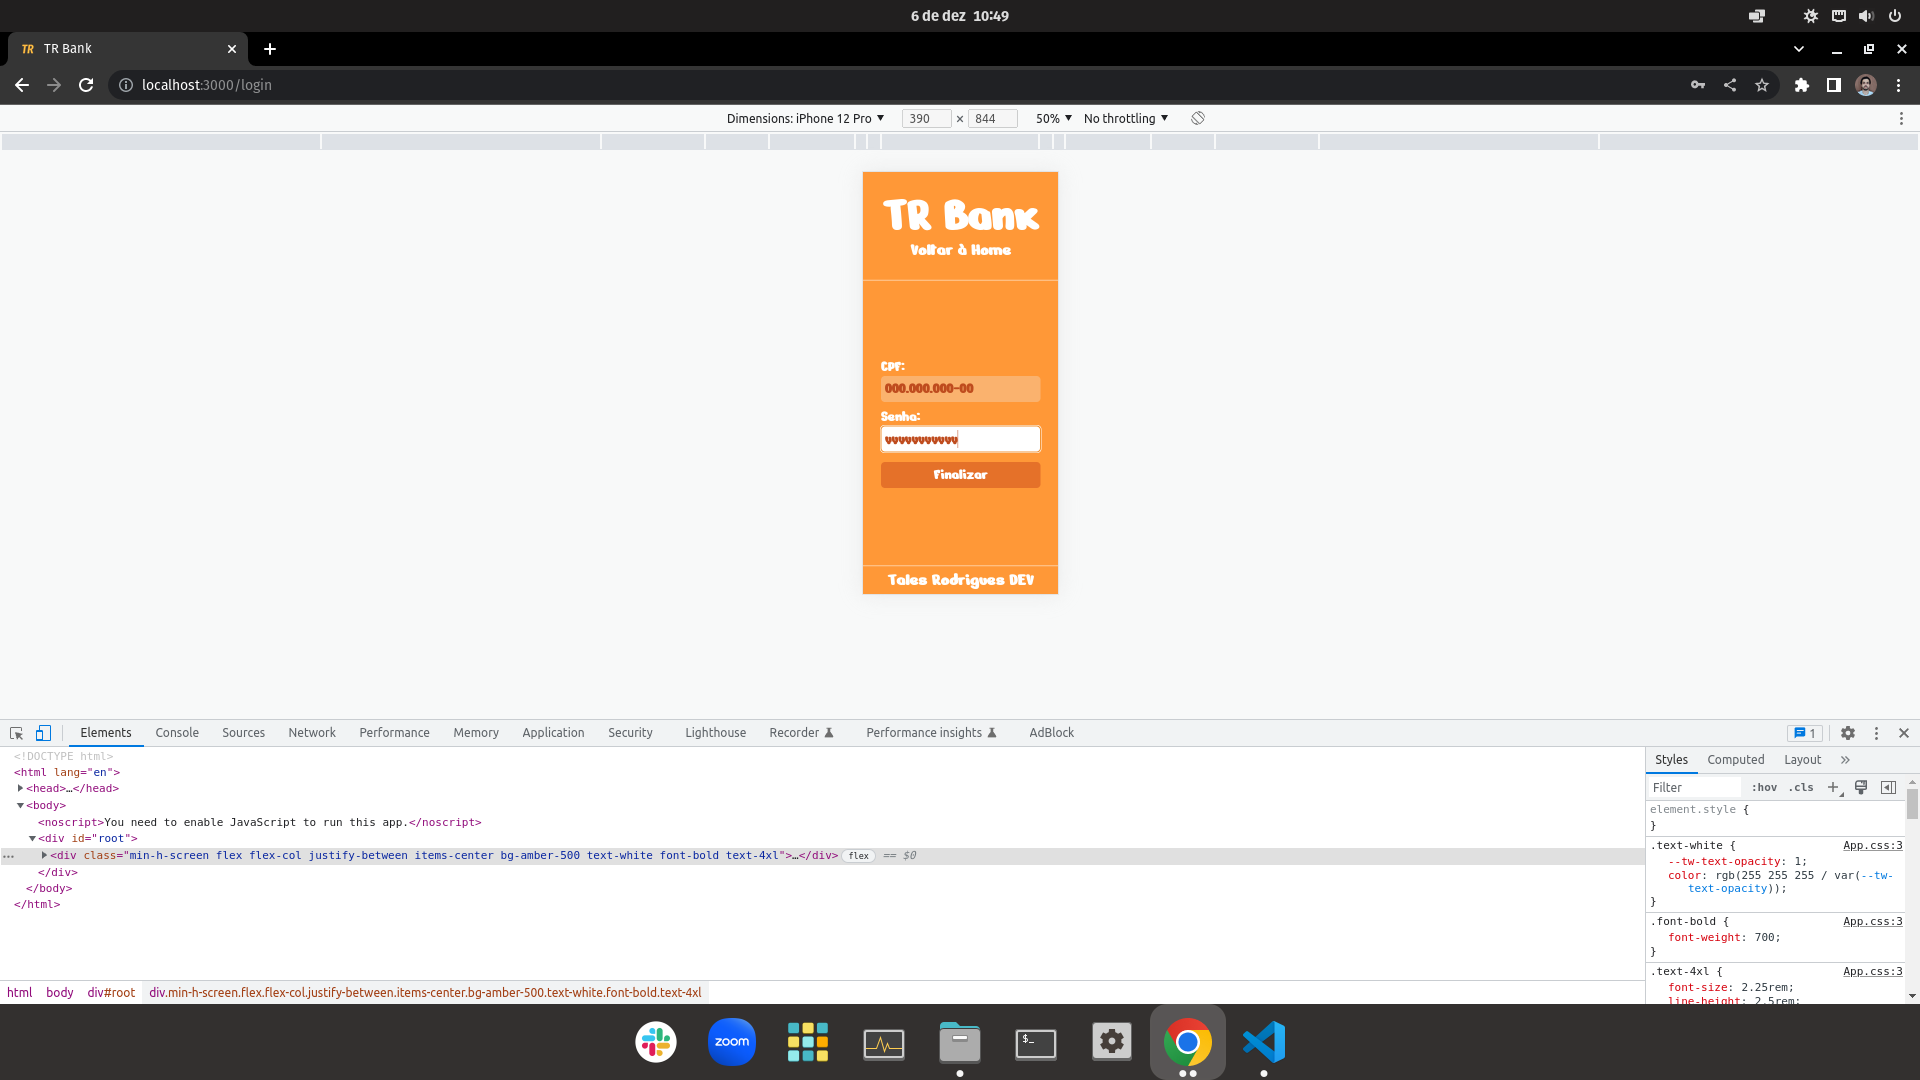 6 de dez 10:49
TR TR Bank
localhost:3000/login
Dimensions: iPhone 12 Pro 390 × 844 50% No throttling
TR Bank
Voltar à Home
CPF:
000.000.000-00
Senha:
Finalizar
Tales Rodrigues DEV
Elements Console Sources Network Performance Memory Application Security Lighthouse Recorder Performance insights AdBlock 1
<!DOCTYPE html>
<html lang="en">
<head>…</head>
<body>
<noscript>You need to enable JavaScript to run this app.</noscript>
<div id="root">
<div class="min-h-screen flex flex-col justify-between items-center bg-amber-500 text-white font-bold text-4xl">…</div> flex == $0
</div>
</body>
</html>
html body div#root div.min-h-screen.flex.flex-col.justify-between.items-center.bg-amber-500.text-white.font-bold.text-4xl
Styles Computed Layout »
Filter :hov .cls +
element.style {
}
.text-white { App.css:3
--tw-text-opacity: 1;
color: rgb(255 255 255 / var(--tw-
text-opacity));
}
.font-bold { App.css:3
font-weight: 700;
}
.text-4xl { App.css:3
font-size: 2.25rem;
line-height: 2.5rem;
zoom
$_